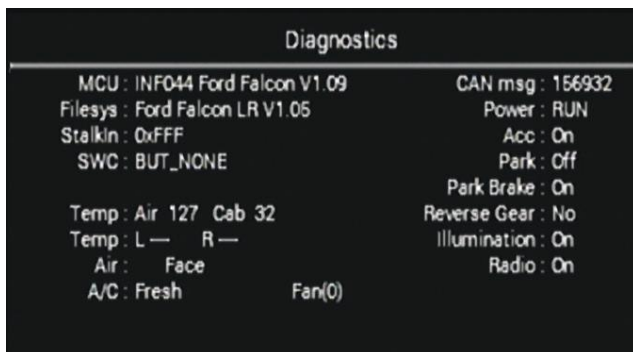 Diagnostics
MCU : INF044 Ford Falcon V1.09
Filesys : Ford Falcon LR V1.05
StalkIn : 0xFFF
SWC : BUT_NONE
Temp : Air 127 Cab 32
Temp : L — R —
Air : Face
A/C : Fresh Fan(0)
CAN msg : 156932
Power : RUN
Acc : On
Park : Off
Park Brake : On
Reverse Gear : No
Illumination : On
Radio : On